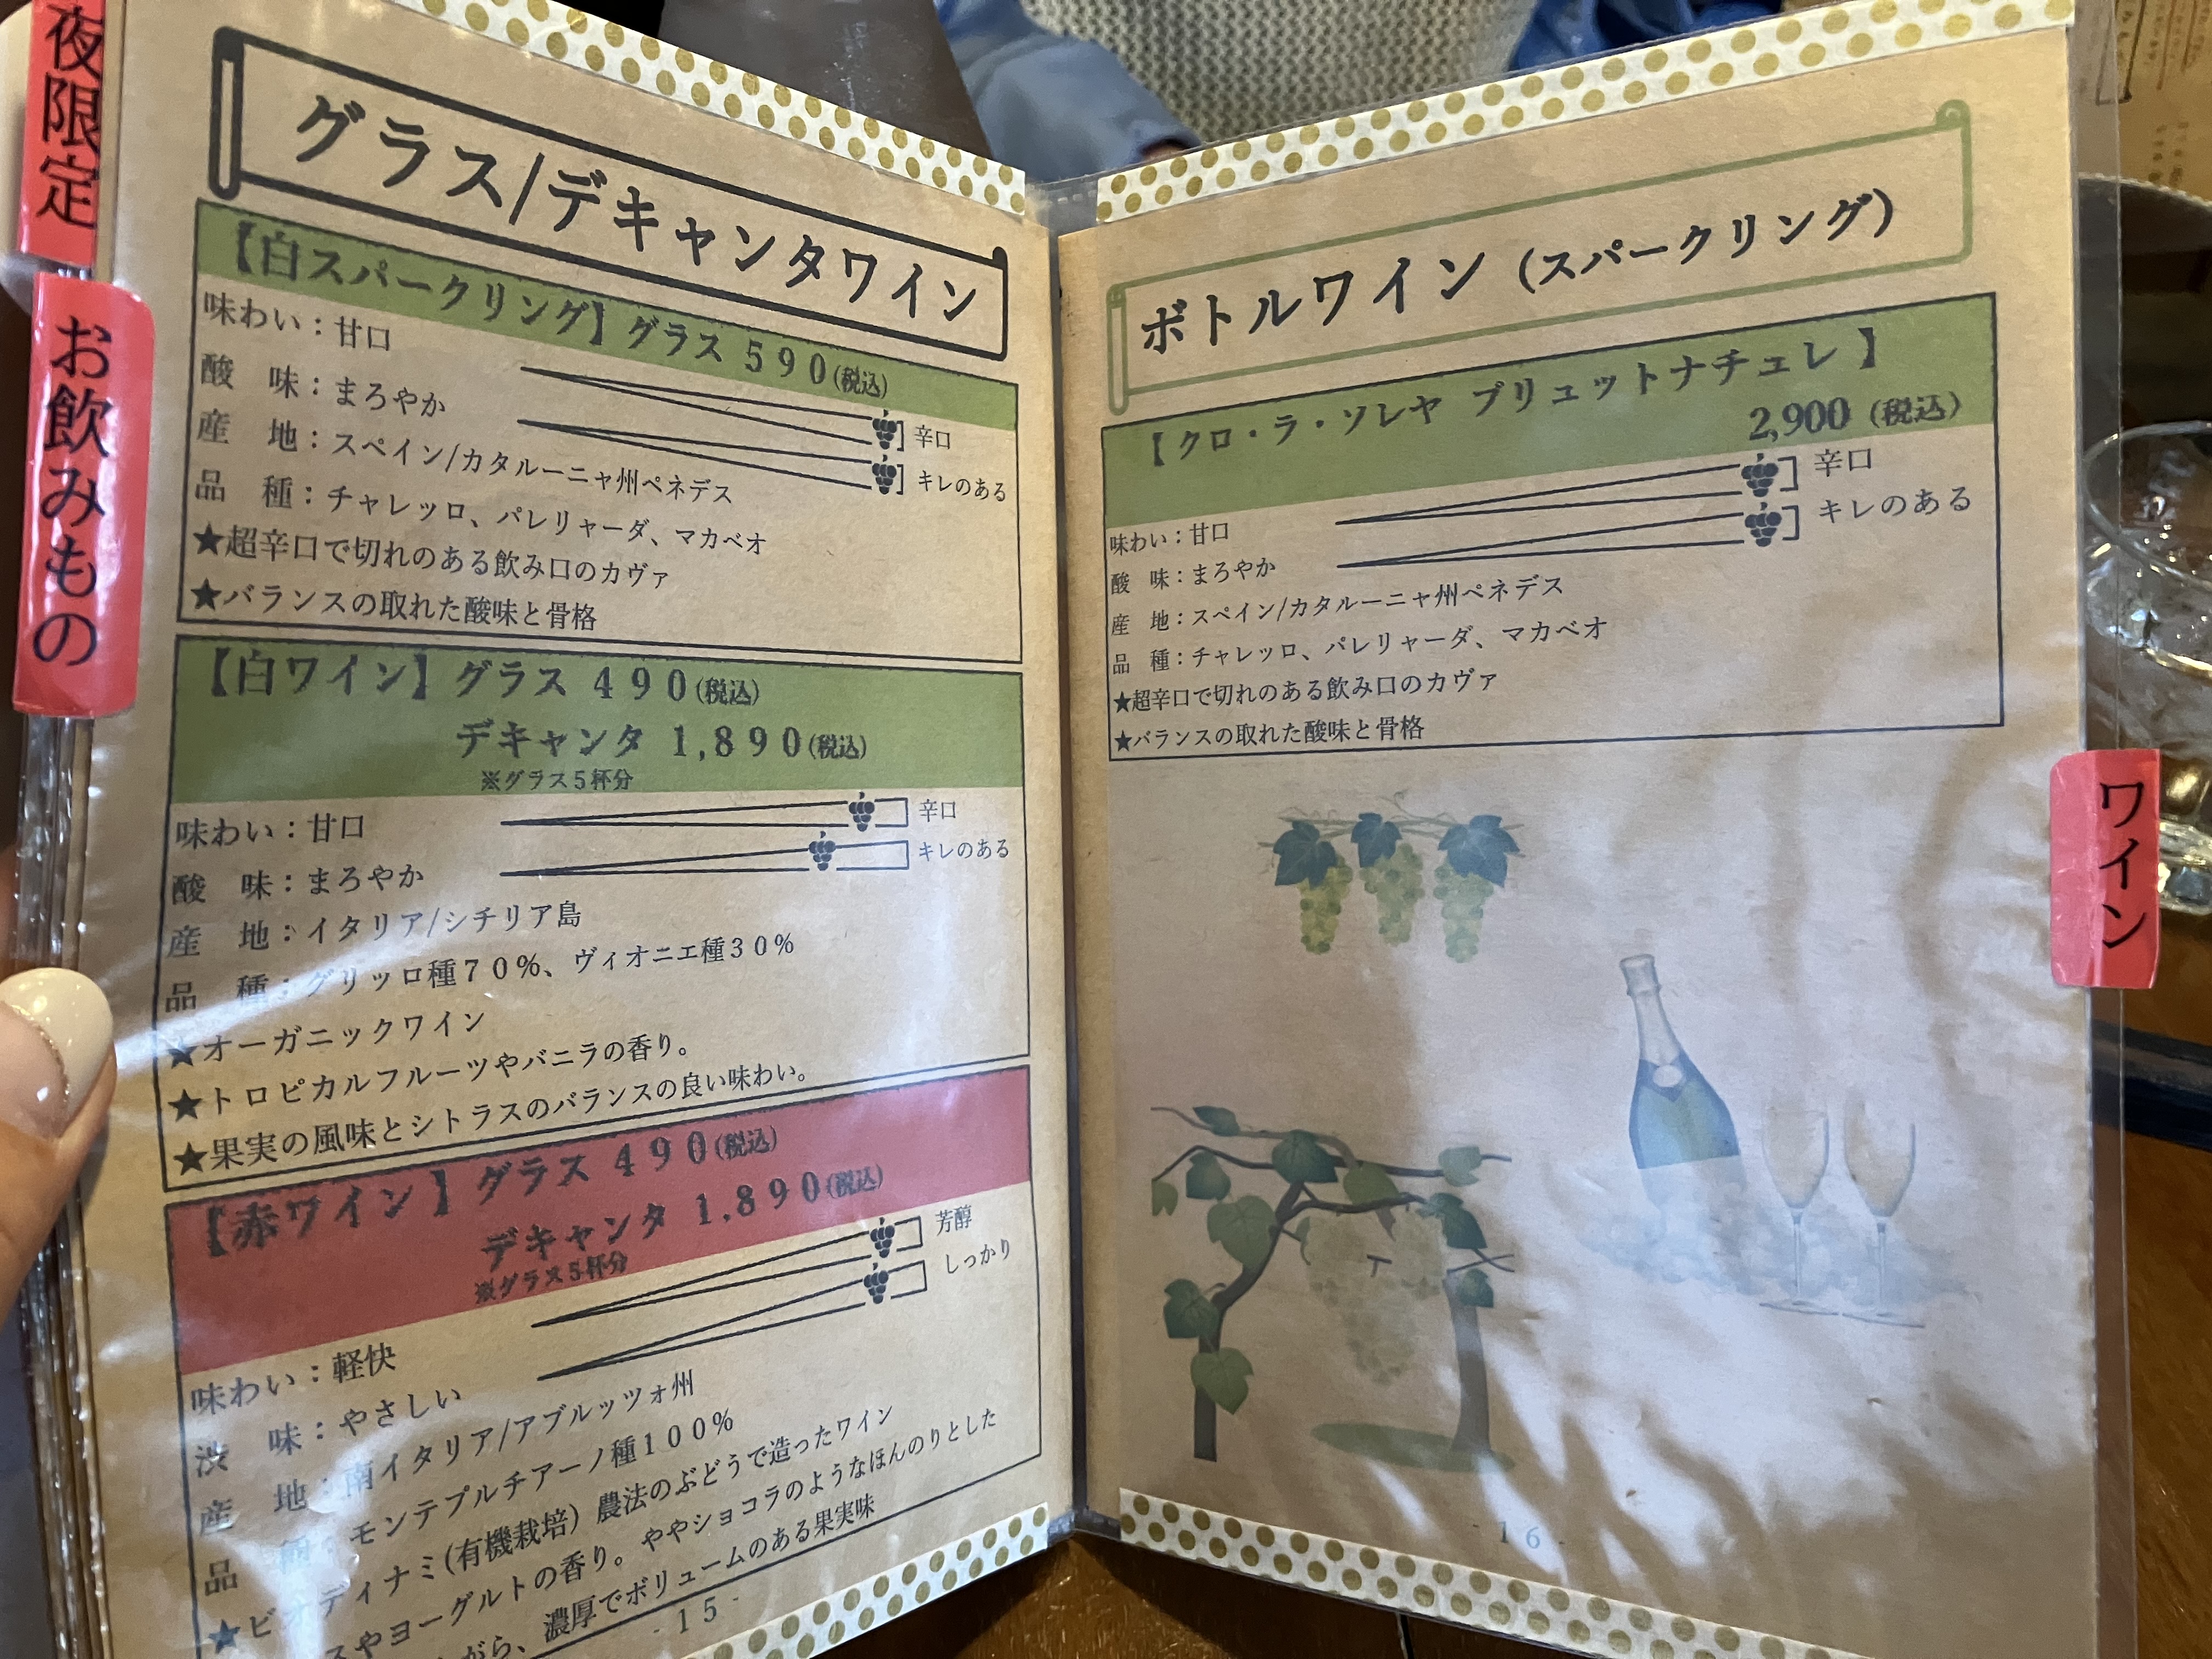 夜限定
お飲みもの
グラス/デキャンタワイン
【白スパークリング】グラス 590(税込)
味わい：甘口 辛口
酸　味：まろやか キレのある
産　地：スペイン/カタルーニャ州ペネデス
品　種：チャレッロ、パレリャーダ、マカベオ
★超辛口で切れのある飲み口のカヴァ
★バランスの取れた酸味と骨格
【白ワイン】グラス 490(税込)
デキャンタ 1,890(税込)
※グラス5杯分
味わい：甘口 辛口
酸　味：まろやか キレのある
産　地：イタリア/シチリア島
品　種：グリッロ種70%、ヴィオニエ種30%
★オーガニックワイン
★トロピカルフルーツやバニラの香り。
★果実の風味とシトラスのバランスの良い味わい。
【赤ワイン】グラス 490(税込)
デキャンタ 1,890(税込)
※グラス5杯分
味わい：軽快 芳醇
渋　味：やさしい しっかり
産　地：南イタリア/アブルッツォ州
品　種：モンテプルチアーノ種100%
★ビオディナミ(有機栽培) 農法のぶどうで造ったワイン
スやヨーグルトの香り。ややショコラのようなほんのりとした
がら、濃厚でボリュームのある果実味
- 15 -
ボトルワイン (スパークリング)
【 クロ・ラ・ソレヤ ブリュットナチュレ 】
2,900 (税込)
味わい：甘口 辛口
酸　味：まろやか キレのある
産　地：スペイン/カタルーニャ州ペネデス
品　種：チャレッロ、パレリャーダ、マカベオ
★超辛口で切れのある飲み口のカヴァ
★バランスの取れた酸味と骨格
ワイン
- 16 -